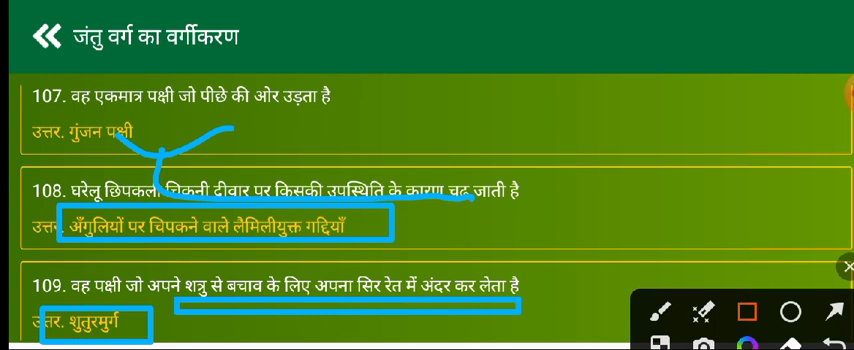 जंतु वर्ग का वर्गीकरण
107. वह एकमात्र पक्षी जो पीछे की ओर उड़ता है
उत्तर. गुंजन पक्षी
108. घरेलू छिपकली चिकनी दीवार पर किसकी उपस्थिति के कारण चढ़ जाती है
उत्तर. अँगुलियों पर चिपकने वाले लैमिलीयुक्त गद्दियाँ
109. वह पक्षी जो अपने शत्रु से बचाव के लिए अपना सिर रेत में अंदर कर लेता है
उत्तर. शुतुरमुर्ग